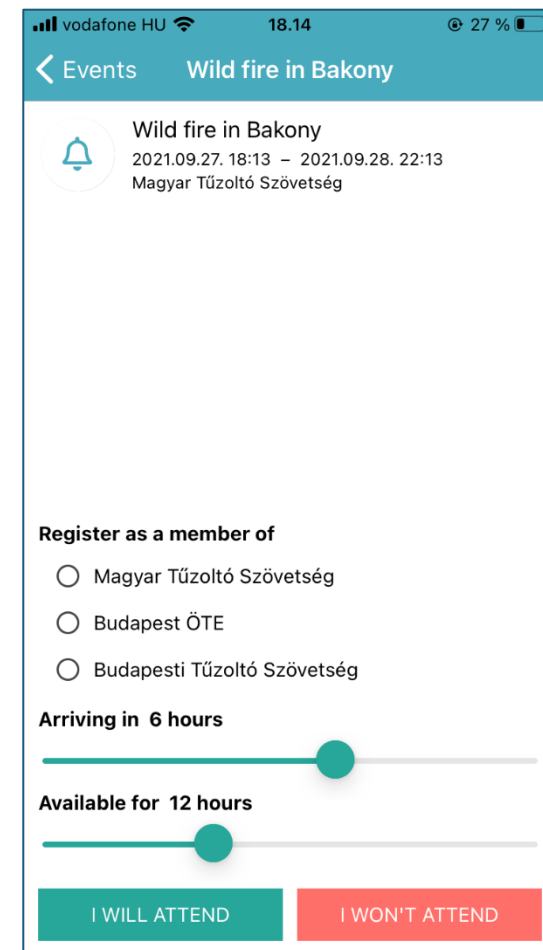 vodafone HU 18.14 27 %
Events Wild fire in Bakony
Wild fire in Bakony
2021.09.27. 18:13 – 2021.09.28. 22:13
Magyar Tűzoltó Szövetség
Register as a member of
Magyar Tűzoltó Szövetség
Budapest ÖTE
Budapesti Tűzoltó Szövetség
Arriving in 6 hours
Available for 12 hours
I WILL ATTEND I WON'T ATTEND